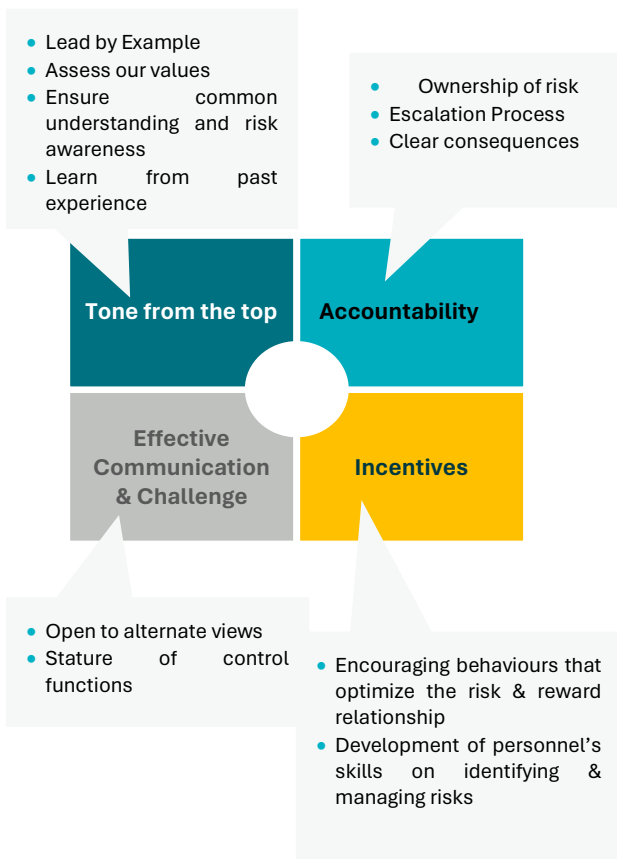 Lead by Example
Assess our values
Ensure common
understanding and risk
awareness
Learn from past
experience
Ownership of risk
Escalation Process
Clear consequences
Tone from the top
Accountability
Effective
Communication
& Challenge
Incentives
Open to alternate views
Stature of control
functions
Encouraging behaviours that
optimize the risk & reward
relationship
Development of personnel’s
skills on identifying &
managing risks